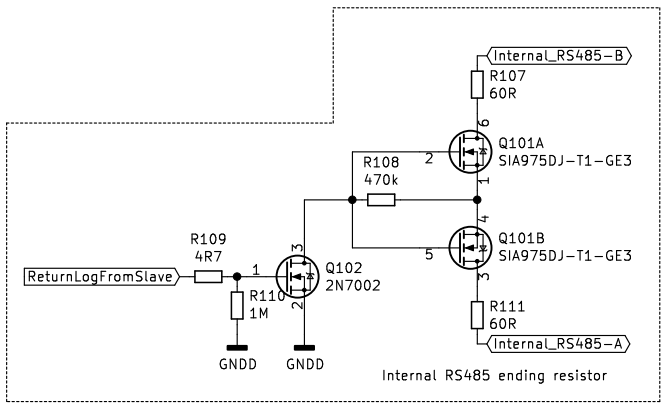 Internal_RS485-B
R107
60R
6
Q101A
SIA975DJ-T1-GE3
2
1
R108
470k
4
Q101B
SIA975DJ-T1-GE3
5
3
R109
4R7
3
ReturnLogFromSlave
1
Q102
2N7002
R110
1M
2
R111
60R
Internal_RS485-A
GNDD
GNDD
Internal RS485 ending resistor